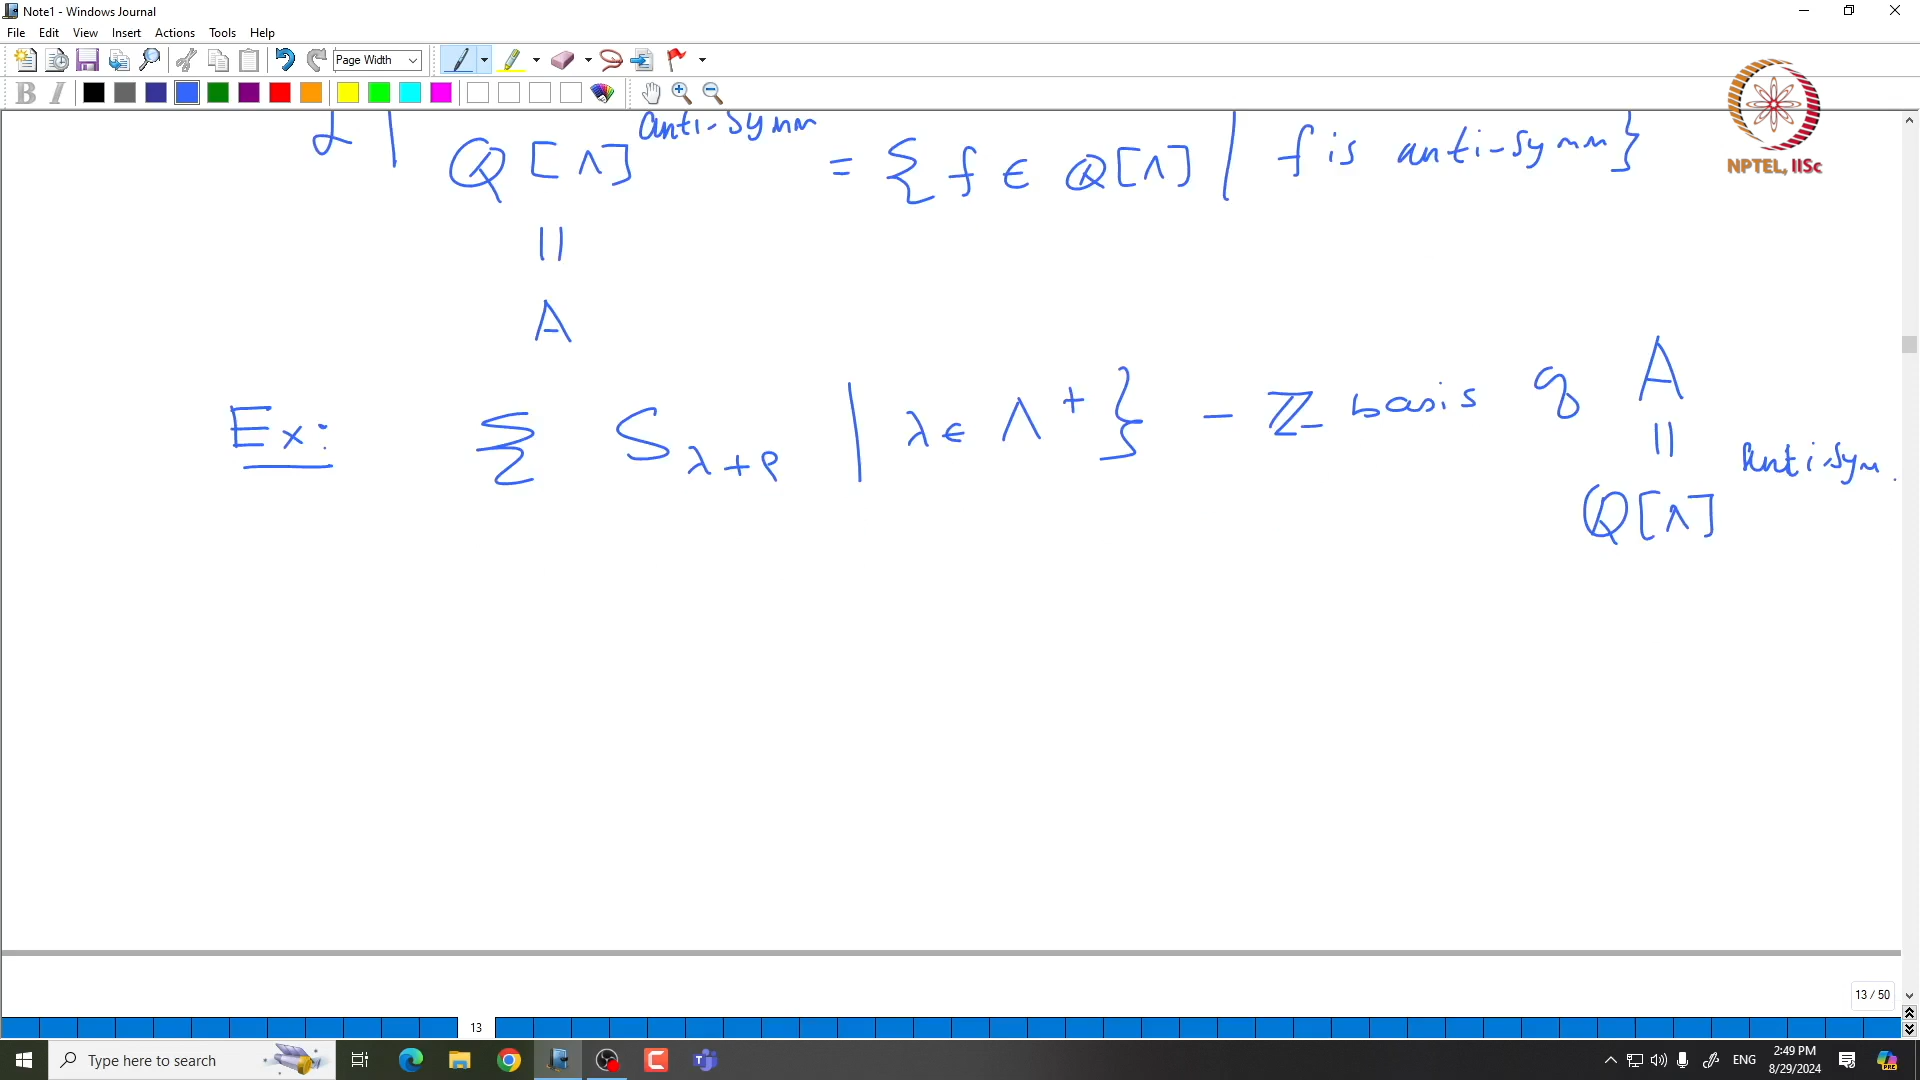 Note1 - Windows Journal
File Edit View Insert Actions Tools Help
Page Width
B I
NPTEL, IISc
Q[Λ]^{anti-symm} = { f ∈ Q[Λ] | f is anti-symm }
||
A
Ex: { S_{λ+ρ} | λ ∈ Λ^+ } - Z basis of A
||
Q[Λ]^{anti-sym.}
13 / 50
13
Type here to search
ENG
2:49 PM
8/29/2024